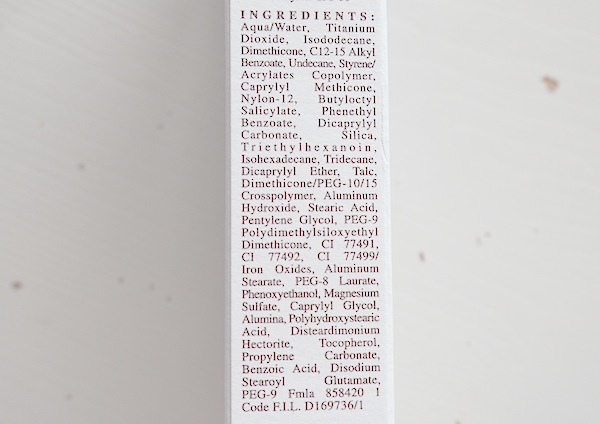 INGREDIENTS:
Aqua/Water, Titanium
Dioxide, Isododecane,
Dimethicone, C12-15 Alkyl
Benzoate, Undecane, Styrene/
Acrylates Copolymer,
Caprylyl Methicone,
Nylon-12, Butyloctyl
Salicylate, Phenethyl
Benzoate, Dicaprylyl
Carbonate, Silica,
Triethylhexanoin,
Isohexadecane, Tridecane,
Dicaprylyl Ether, Talc,
Dimethicone/PEG-10/15
Crosspolymer, Aluminum
Hydroxide, Stearic Acid,
Pentylene Glycol, PEG-9
Polydimethylsiloxyethyl
Dimethicone, CI 77491,
CI 77492, CI 77499/
Iron Oxides, Aluminum
Stearate, PEG-8 Laurate,
Phenoxyethanol, Magnesium
Sulfate, Caprylyl Glycol,
Alumina, Polyhydroxystearic
Acid, Disteardimonium
Hectorite, Tocopherol,
Propylene Carbonate,
Benzoic Acid, Disodium
Stearoyl Glutamate,
PEG-9 Fmla 858420 1
Code F.I.L. D169736/1